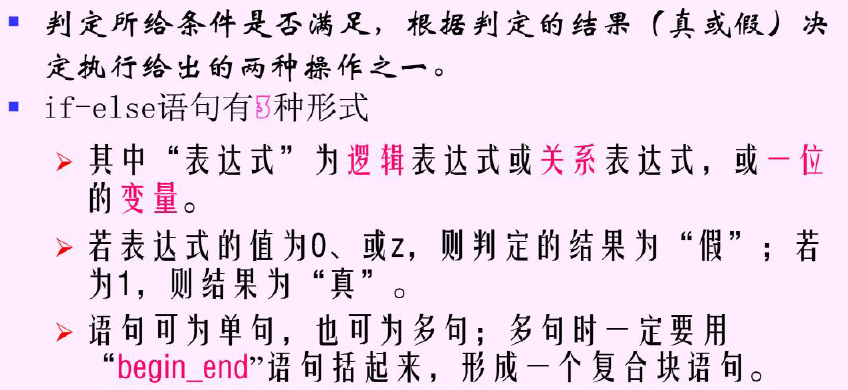 判定所给条件是否满足，根据判定的结果（真或假）决
定执行给出的两种操作之一。
if-else语句有3种形式
其中“表达式”为逻辑表达式或关系表达式，或一位
的变量。
若表达式的值为0、或z，则判定的结果为“假”；若
为1，则结果为“真”。
语句可为单句，也可为多句；多句时一定要用
“begin_end”语句括起来，形成一个复合块语句。